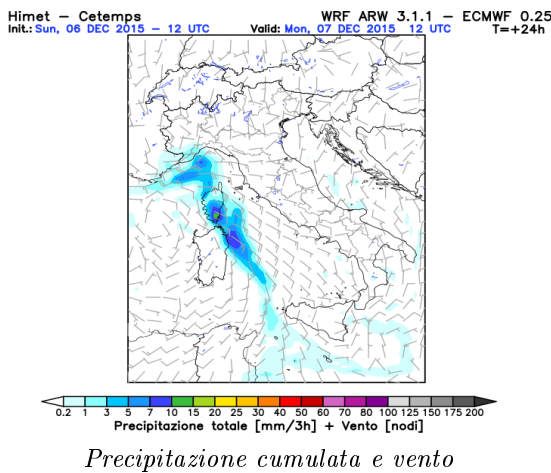 Himet – Cetemps WRF ARW 3.1.1 – ECMWF 0.25
Init.: Sun, 06 DEC 2015 – 12 UTC Valid: Mon, 07 DEC 2015 12 UTC T=+24h
0.2 1 3 5 7 10 15 20 25 30 40 50 60 70 80 100 125 150 175 200
Precipitazione totale [mm/3h] + Vento [nodi]
Precipitazione cumulata e vento